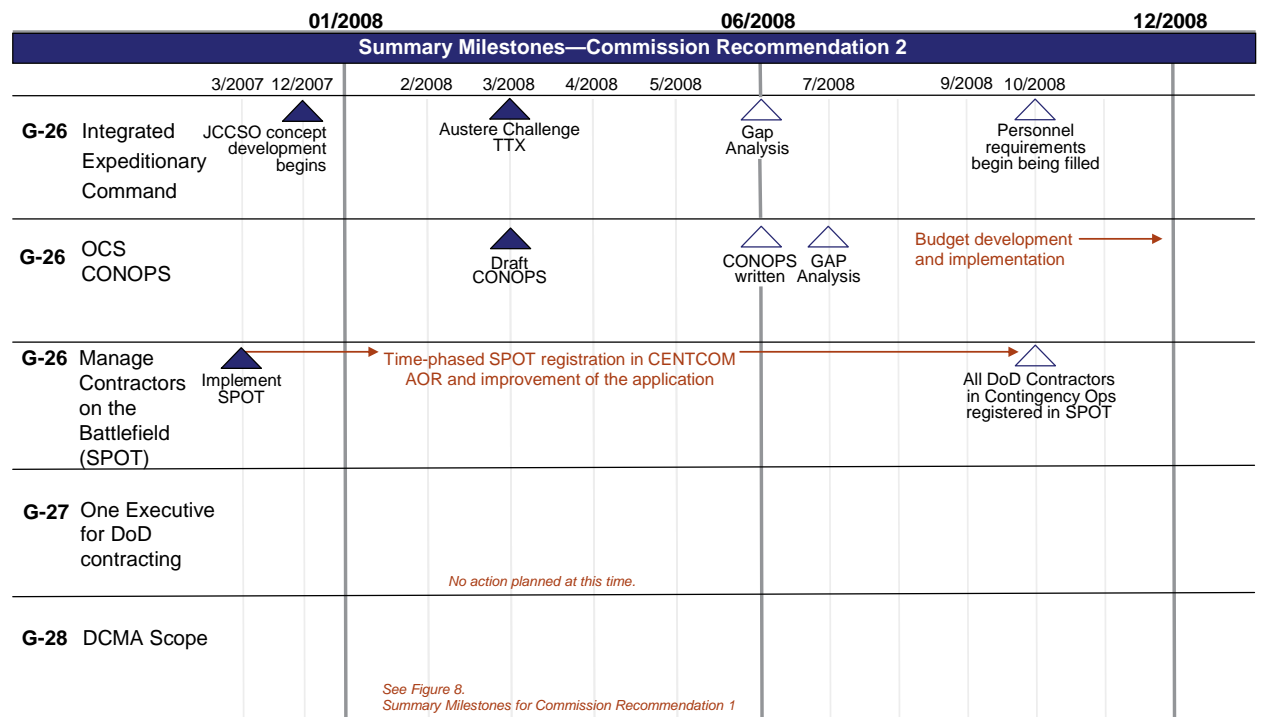 01/2008
06/2008
12/2008
Summary Milestones—Commission Recommendation 2
3/2007
12/2007
2/2008
3/2008
4/2008
5/2008
7/2008
9/2008
10/2008
G-26
Integrated
Expeditionary
Command
JCCSO concept
development
begins
Austere Challenge
TTX
Gap
Analysis
Personnel
requirements
begin being filled
G-26
OCS
CONOPS
Draft
CONOPS
CONOPS
written
GAP
Analysis
Budget development
and implementation
G-26
Manage
Contractors
on the
Battlefield
(SPOT)
Implement
SPOT
Time-phased SPOT registration in CENTCOM
AOR and improvement of the application
All DoD Contractors
in Contingency Ops
registered in SPOT
G-27
One Executive
for DoD
contracting
No action planned at this time.
G-28
DCMA Scope
See Figure 8.
Summary Milestones for Commission Recommendation 1